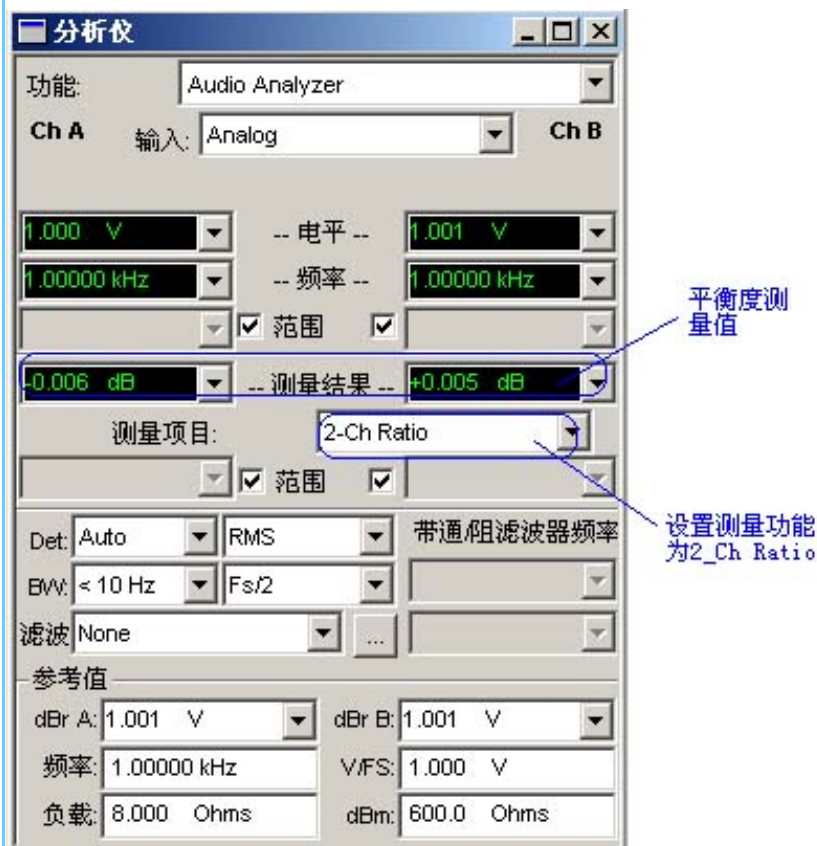 分析仪
功能: Audio Analyzer
Ch A 输入: Analog Ch B
1.000 V -- 电平 -- 1.001 V
1.00000 kHz -- 频率 -- 1.00000 kHz
范围
平衡度测
量值
-0.006 dB -- 测量结果 -- +0.005 dB
测量项目: 2-Ch Ratio
范围
设置测量功能
为2_Ch Ratio
Det: Auto RMS 带通/阻滤波器频率
BW: < 10 Hz Fs/2
滤波 None ...
参考值
dBr A: 1.001 V dBr B: 1.001 V
频率: 1.00000 kHz V/FS: 1.000 V
负载: 8.000 Ohms dBm: 600.0 Ohms